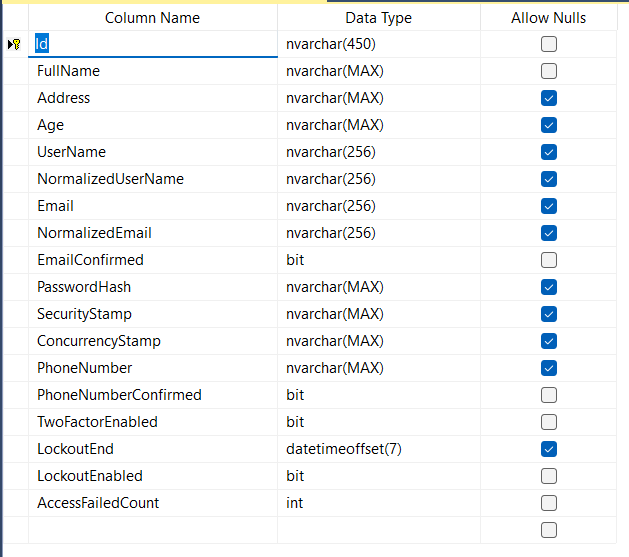 Column Name Data Type Allow Nulls
Id nvarchar(450)
FullName nvarchar(MAX)
Address nvarchar(MAX)
Age nvarchar(MAX)
UserName nvarchar(256)
NormalizedUserName nvarchar(256)
Email nvarchar(256)
NormalizedEmail nvarchar(256)
EmailConfirmed bit
PasswordHash nvarchar(MAX)
SecurityStamp nvarchar(MAX)
ConcurrencyStamp nvarchar(MAX)
PhoneNumber nvarchar(MAX)
PhoneNumberConfirmed bit
TwoFactorEnabled bit
LockoutEnd datetimeoffset(7)
LockoutEnabled bit
AccessFailedCount int